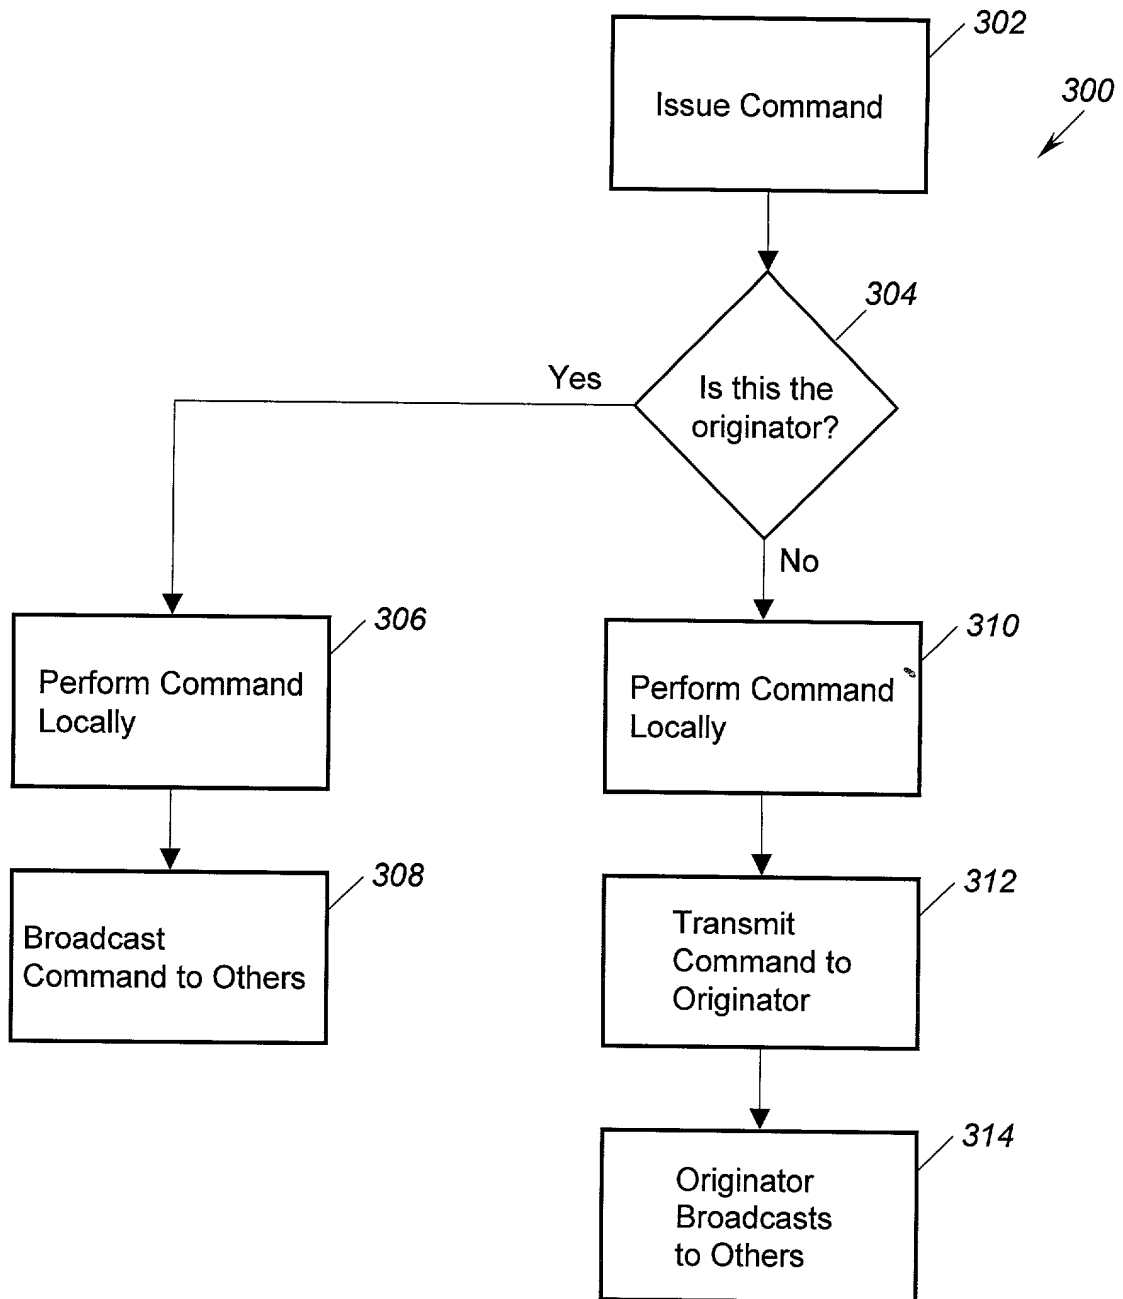 302
300
Issue Command
304
Yes
Is this the
originator?
No
306
310
Perform Command
Locally
Perform Command
Locally
308
312
Broadcast
Command to Others
Transmit
Command to
Originator
314
Originator
Broadcasts
to Others